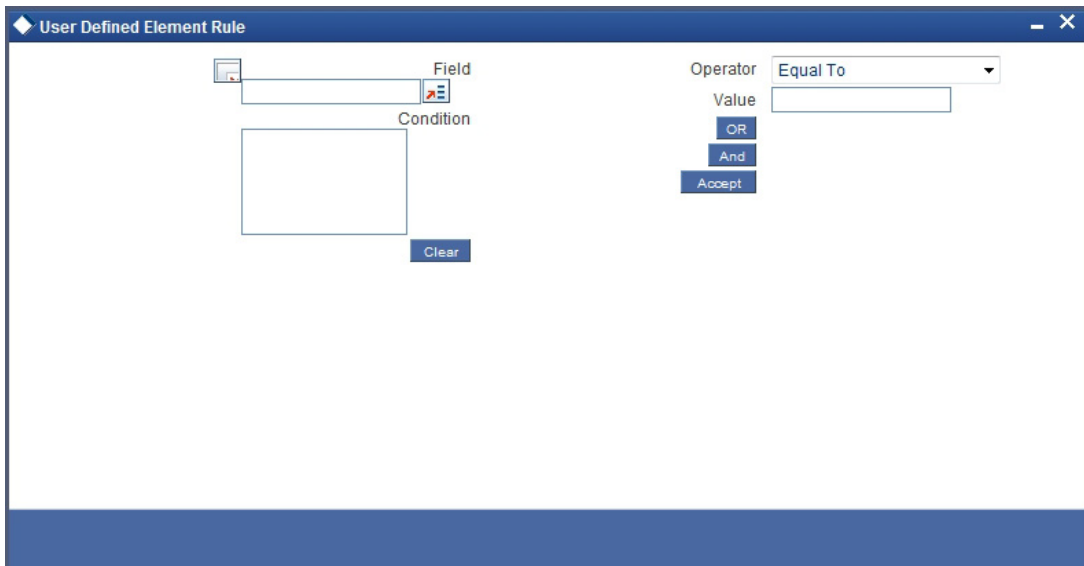 User Defined Element Rule
Field
Condition
Clear
Operator Equal To
Value
OR
And
Accept